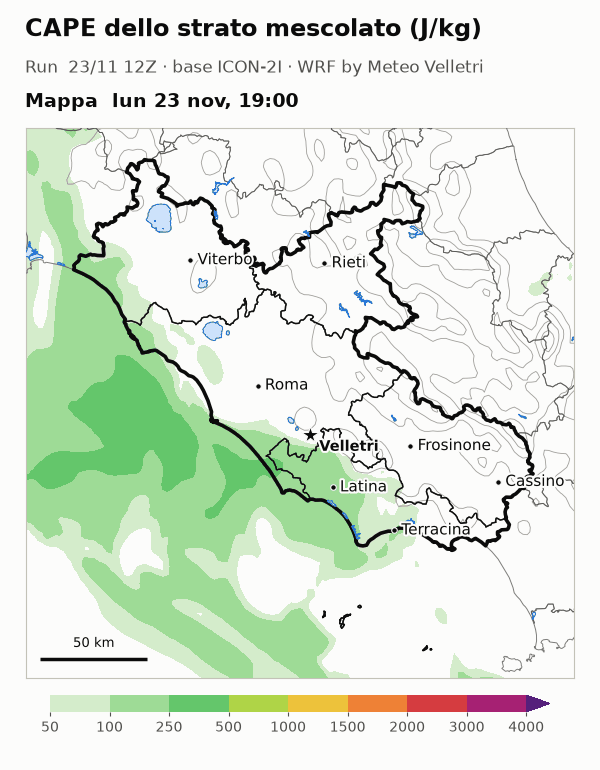 CAPE dello strato mescolato (J/kg)
Run  23/11 12Z · base ICON-2I · WRF by Meteo Velletri
Mappa  lun 23 nov, 19:00
Viterbo
Rieti
Roma
Velletri
Frosinone
Cassino
Latina
Terracina
50 km
50 100 250 500 1000 1500 2000 3000 4000